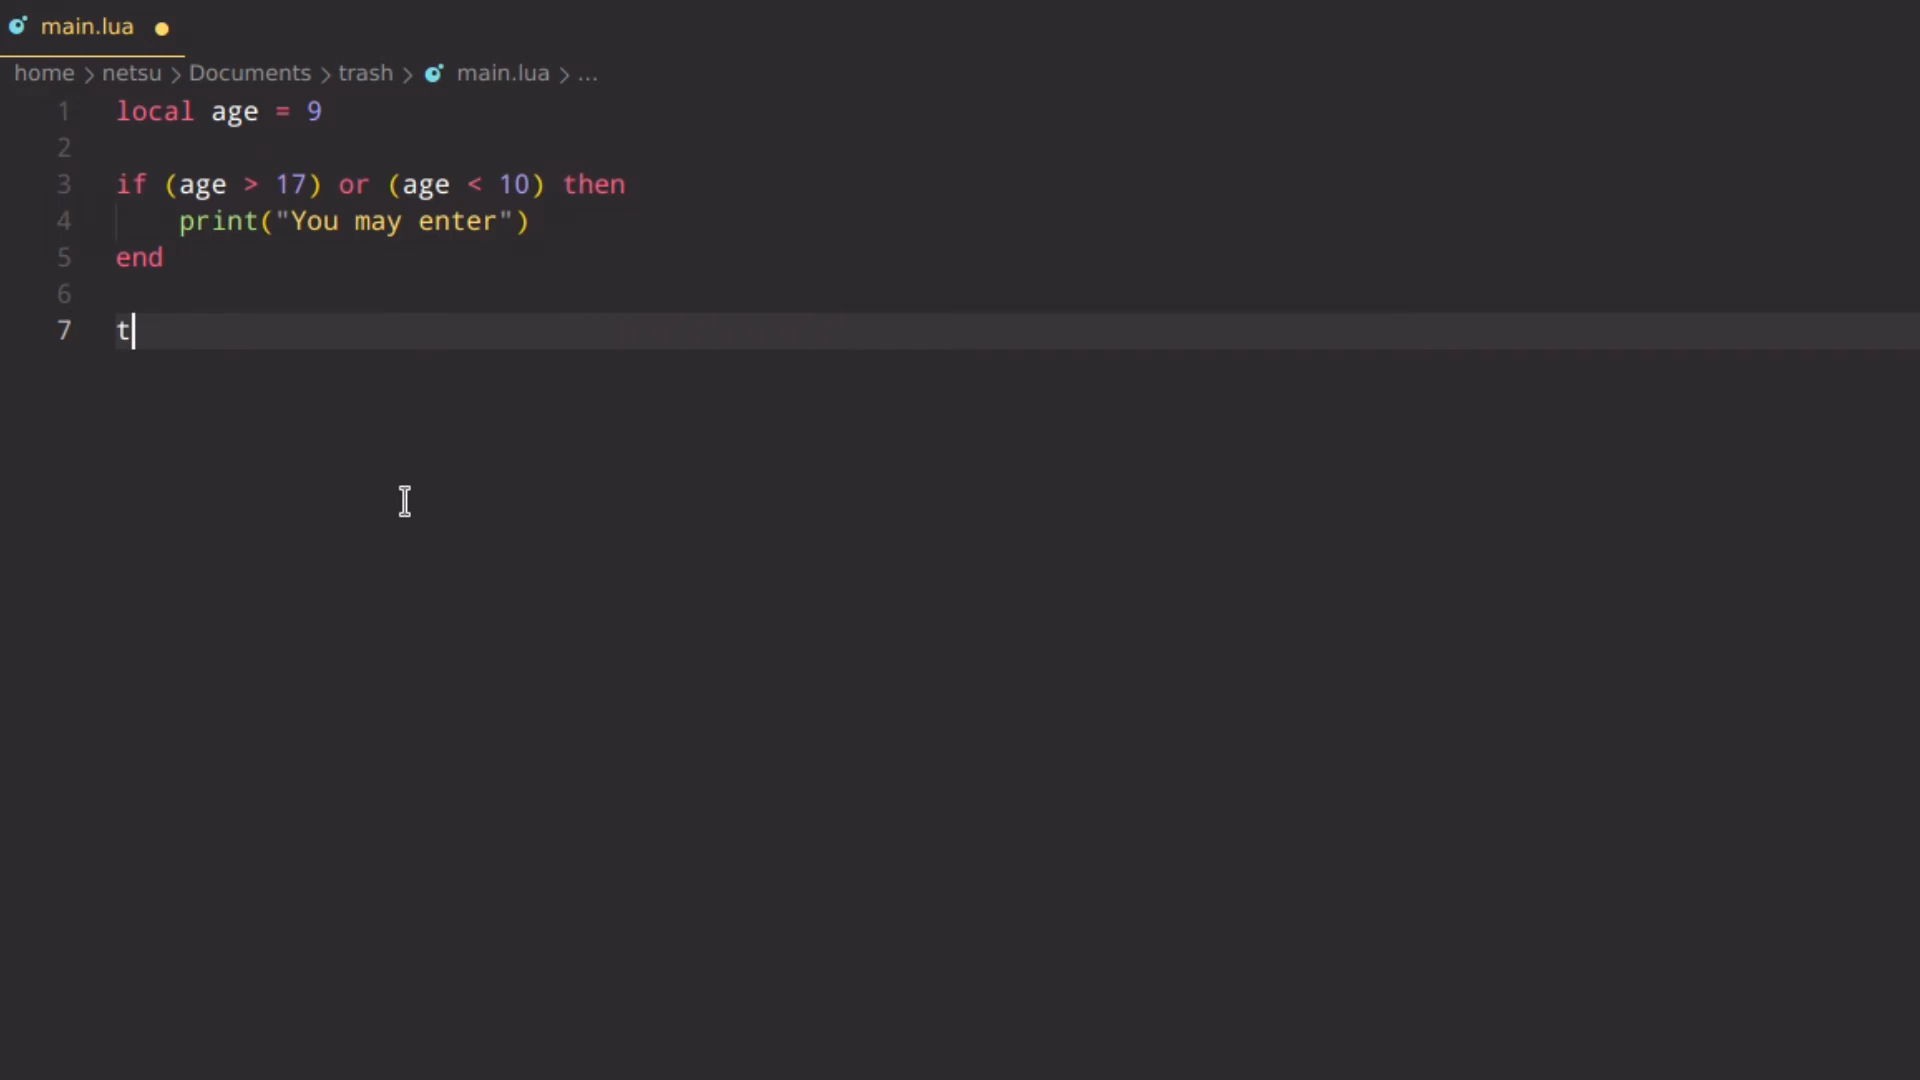 main.lua
home > netsu > Documents > trash > main.lua > ...
1 local age = 9
2
3 if (age > 17) or (age < 10) then
4     print("You may enter")
5 end
6
7 t